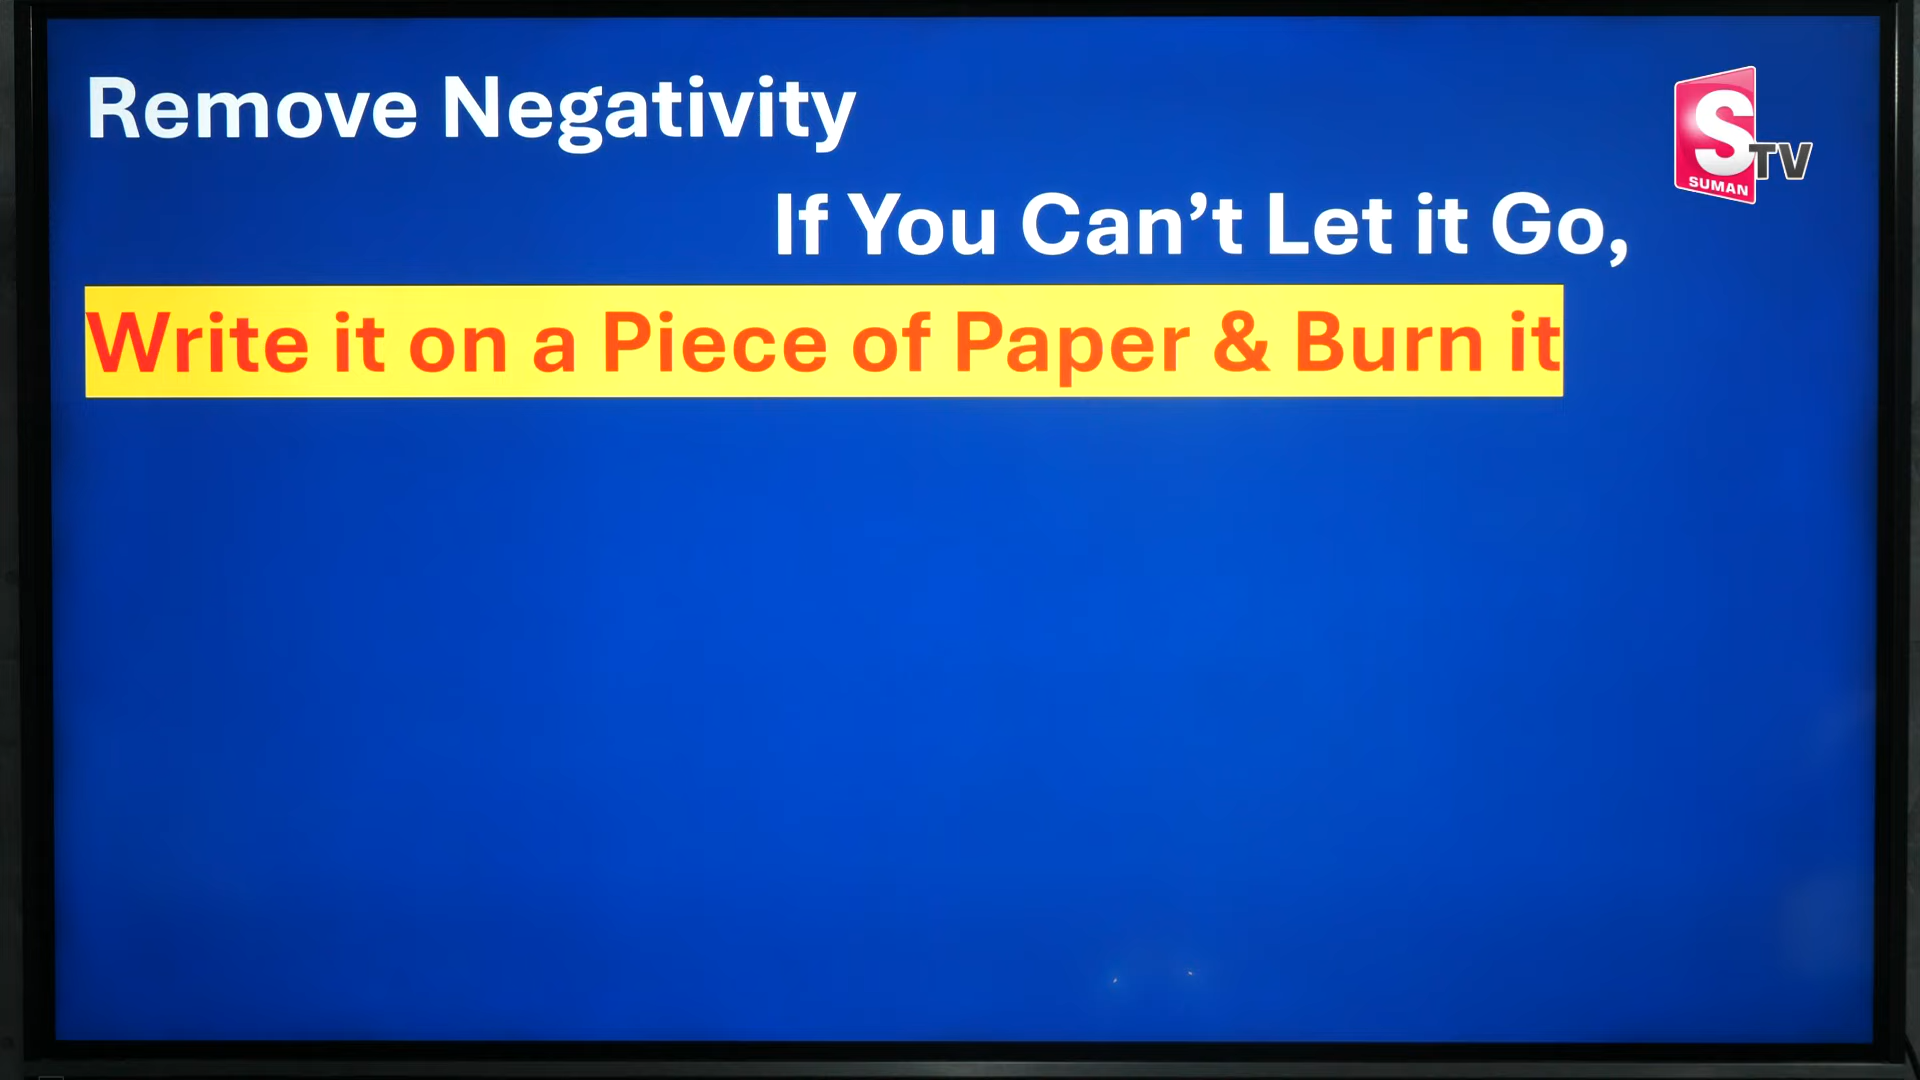 Remove Negativity
If You Can’t Let it Go,
Write it on a Piece of Paper & Burn it
S TV
SUMAN